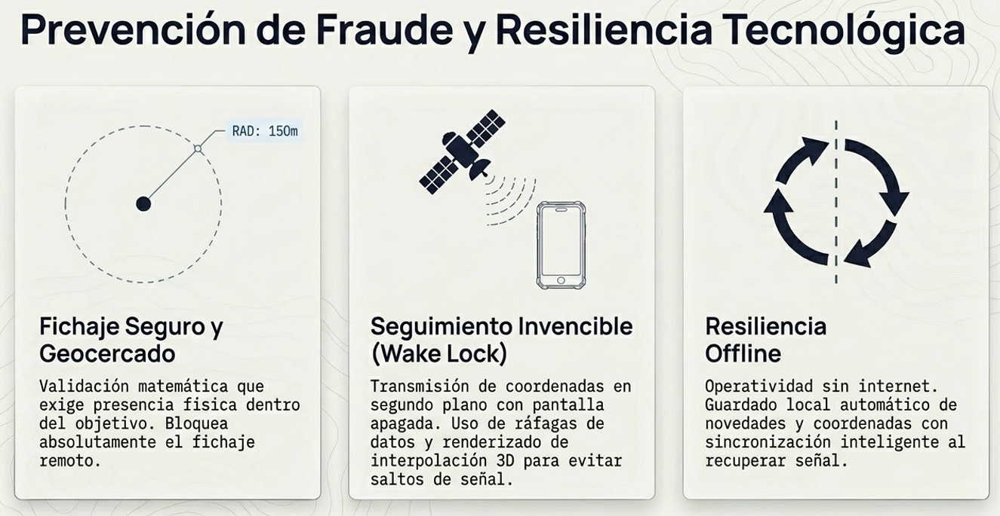 Prevención de Fraude y Resiliencia Tecnológica
RAD: 150m
Fichaje Seguro y
Geocercado
Validación matemática que
exige presencia fisica dentro
del objetivo. Bloquea
absolutamente el fichaje
remoto.
Seguimiento Invencible
(Wake Lock)
Transmisión de coordenadas en
segundo plano con pantalla
apagada. Uso de ráfagas de
datos y renderizado de
interpolación 3D para evitar
saltos de señal.
Resiliencia
Offline
Operatividad sin internet.
Guardado local automático de
novedades y coordenadas con
sincronización inteligente al
recuperar señal.